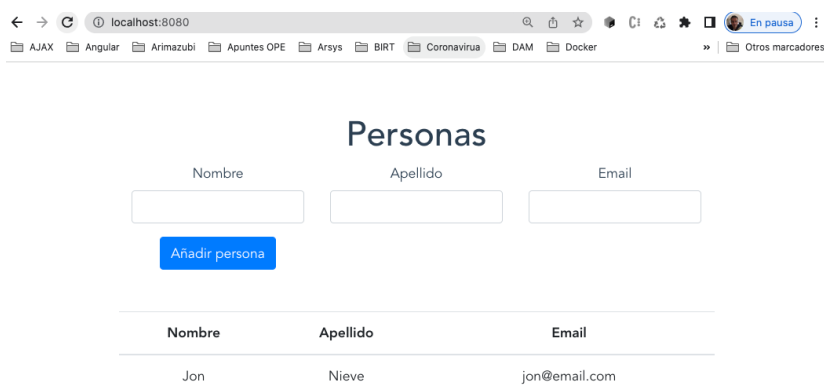 localhost:8080
En pausa
AJAX Angular Arimazubi Apuntes OPE Arsys BIRT Coronavirua DAM Docker » Otros marcadores
Personas
Nombre Apellido Email
Añadir persona
Nombre Apellido Email
Jon Nieve jon@email.com